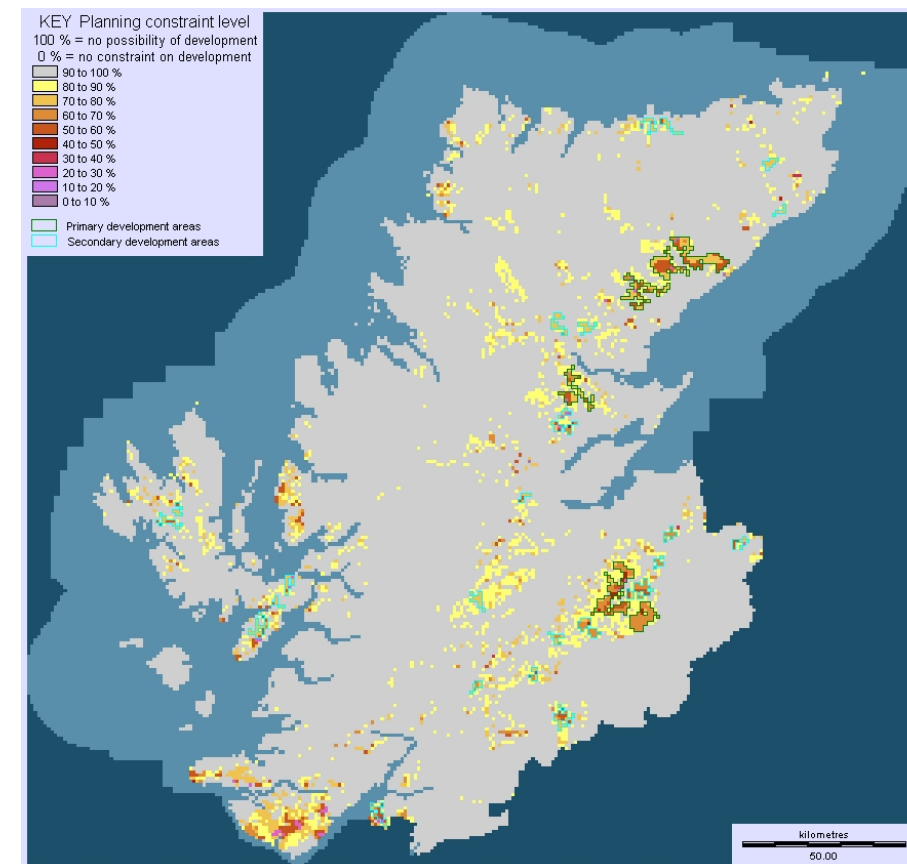 KEY Planning constraint level
100 % = no possibility of development
0 % = no constraint on development
90 to 100 %
80 to 90 %
70 to 80 %
60 to 70 %
50 to 60 %
40 to 50 %
30 to 40 %
20 to 30 %
10 to 20 %
0 to 10 %
Primary development areas
Secondary development areas
kilometres
50.00